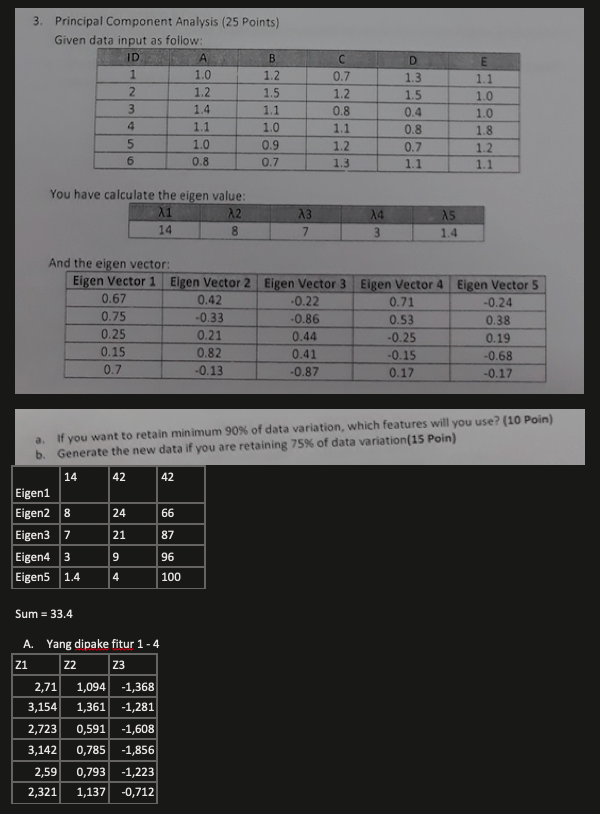 3. Principal Component Analysis (25 Points)
Given data input as follow:
ID A B C D E
1 1.0 1.2 0.7 1.3 1.1
2 1.2 1.5 1.2 1.5 1.0
3 1.4 1.1 0.8 0.4 1.0
4 1.1 1.0 1.1 0.8 1.8
5 1.0 0.9 1.2 0.7 1.2
6 0.8 0.7 1.3 1.1 1.1
You have calculate the eigen value:
λ1 λ2 λ3 λ4 λ5
14 8 7 3 1.4
And the eigen vector:
Eigen Vector 1 Eigen Vector 2 Eigen Vector 3 Eigen Vector 4 Eigen Vector 5
0.67 0.42 -0.22 0.71 -0.24
0.75 -0.33 -0.86 0.53 0.38
0.25 0.21 0.44 -0.25 0.19
0.15 0.82 0.41 -0.15 -0.68
0.7 -0.13 -0.87 0.17 -0.17
a. If you want to retain minimum 90% of data variation, which features will you use? (10 Poin)
b. Generate the new data if you are retaining 75% of data variation(15 Poin)
Eigen1 14 42 42
Eigen2 8 24 66
Eigen3 7 21 87
Eigen4 3 9 96
Eigen5 1.4 4 100
Sum = 33.4
A. Yang dipake fitur 1 - 4
Z1 Z2 Z3
2,71 1,094 -1,368
3,154 1,361 -1,281
2,723 0,591 -1,608
3,142 0,785 -1,856
2,59 0,793 -1,223
2,321 1,137 -0,712